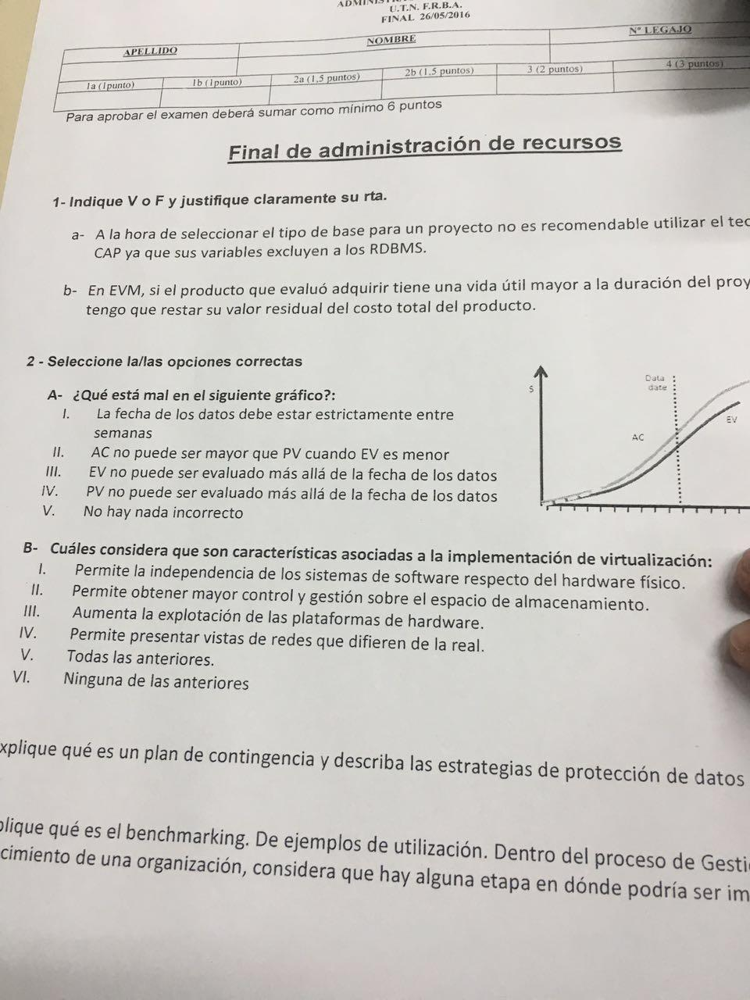 U.T.N. F.R.B.A.
FINAL 26/05/2016
APELLIDO NOMBRE Nº LEGAJO
1a (1punto) 1b (1punto) 2a (1,5 puntos) 2b (1.5 puntos) 3 (2 puntos) 4 (3 puntos)
Para aprobar el examen deberá sumar como mínimo 6 puntos
Final de administración de recursos
1- Indique V o F y justifique claramente su rta.
a- A la hora de seleccionar el tipo de base para un proyecto no es recomendable utilizar el
CAP ya que sus variables excluyen a los RDBMS.
b- En EVM, si el producto que evaluó adquirir tiene una vida útil mayor a la duración del
tengo que restar su valor residual del costo total del producto.
2 - Seleccione la/las opciones correctas
A- ¿Qué está mal en el siguiente gráfico?:
I. La fecha de los datos debe estar estrictamente entre
semanas
II. AC no puede ser mayor que PV cuando EV es menor
III. EV no puede ser evaluado más allá de la fecha de los datos
IV. PV no puede ser evaluado más allá de la fecha de los datos
V. No hay nada incorrecto
$
Data
date
AC
EV
B- Cuáles considera que son características asociadas a la implementación de virtualización:
I. Permite la independencia de los sistemas de software respecto del hardware físico.
II. Permite obtener mayor control y gestión sobre el espacio de almacenamiento.
III. Aumenta la explotación de las plataformas de hardware.
IV. Permite presentar vistas de redes que difieren de la real.
V. Todas las anteriores.
VI. Ninguna de las anteriores
xplique qué es un plan de contingencia y describa las estrategias de protección de datos
plique qué es el benchmarking. De ejemplos de utilización. Dentro del proceso de Gesti
cimiento de una organización, considera que hay alguna etapa en dónde podría ser im